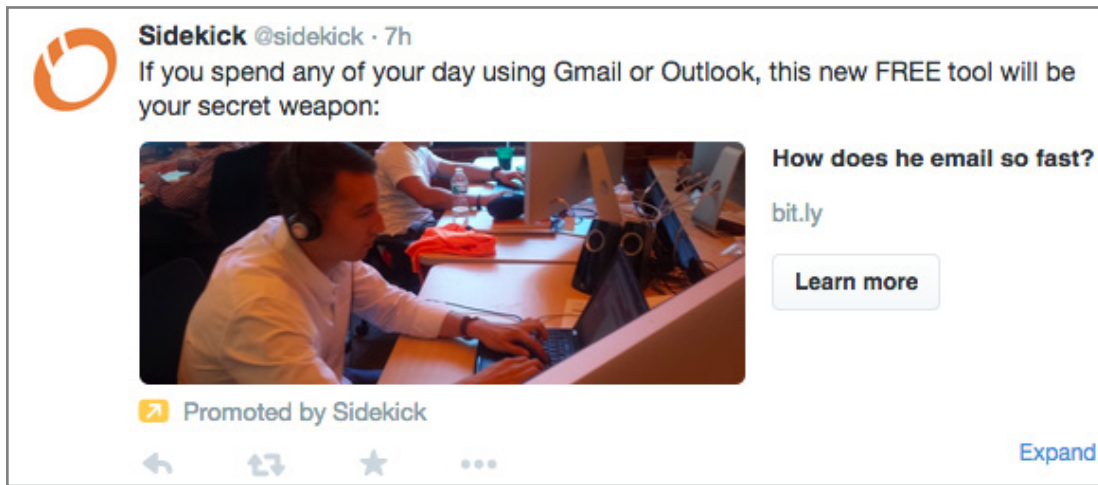 Sidekick @sidekick · 7h
If you spend any of your day using Gmail or Outlook, this new FREE tool will be
your secret weapon:
How does he email so fast?
bit.ly
Learn more
Promoted by Sidekick
Expand